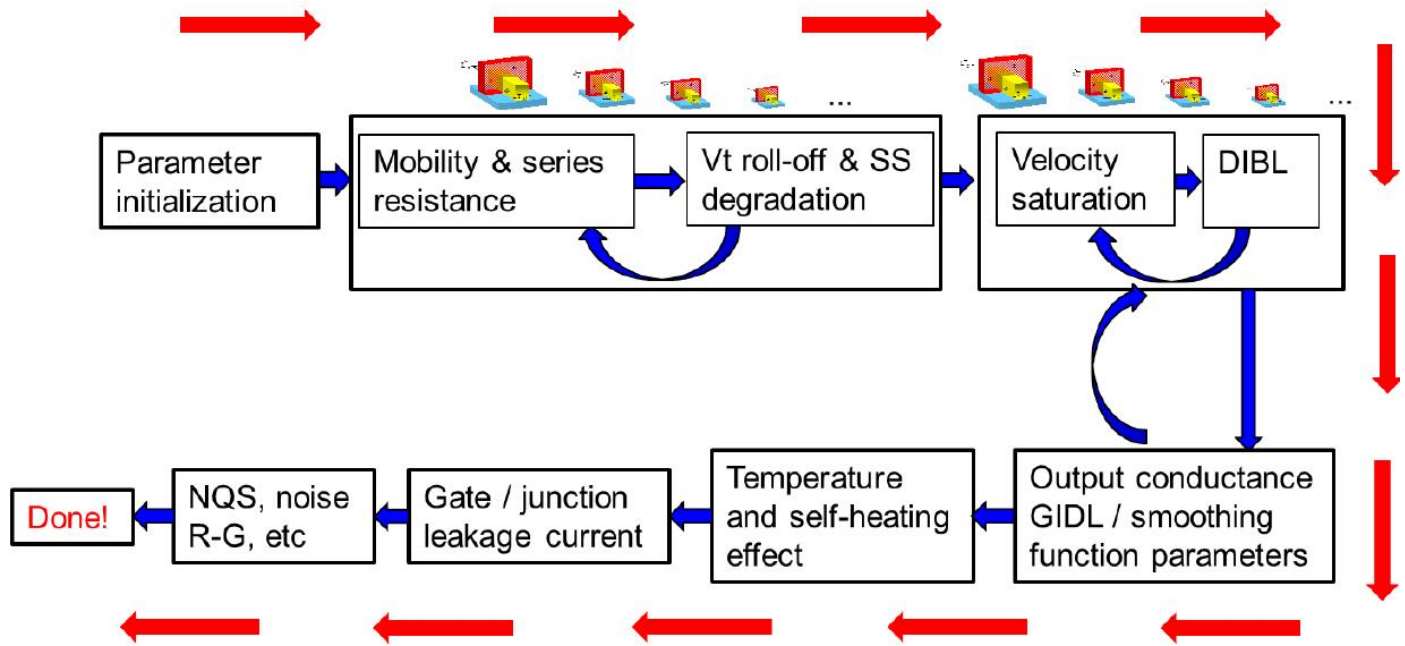 ...
...
Parameter
initialization
Mobility & series
resistance
Vt roll-off & SS
degradation
Velocity
saturation
DIBL
Output conductance
GIDL / smoothing
function parameters
Temperature
and self-heating
effect
Gate / junction
leakage current
NQS, noise
R-G, etc
Done!